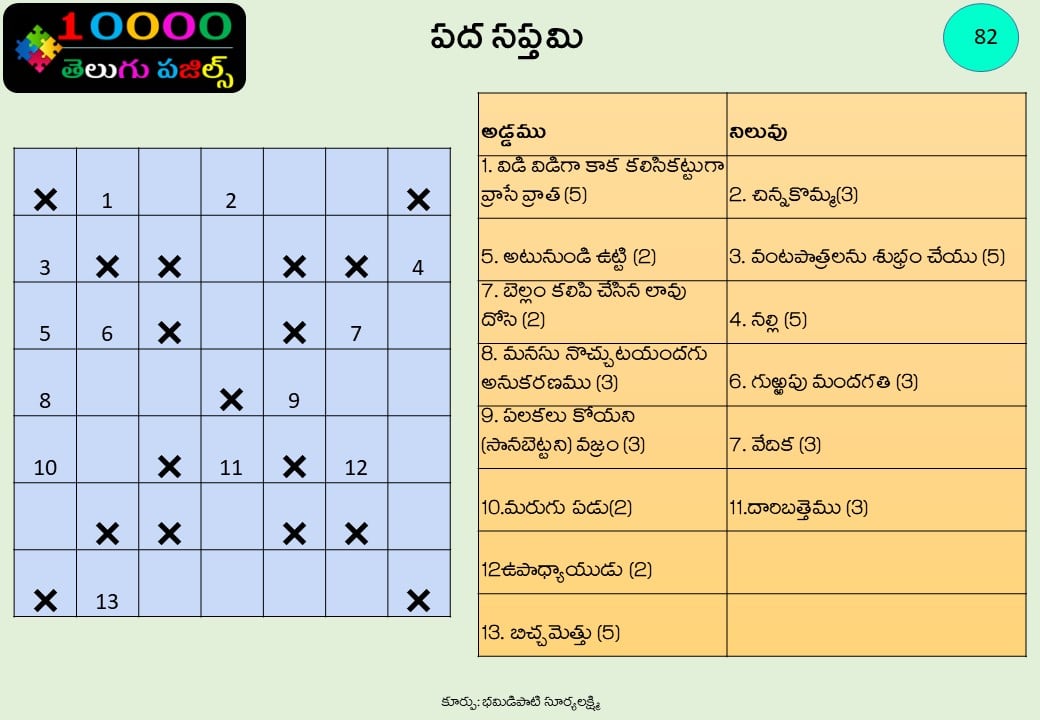 10000
తెలుగు పజిల్స్
పద సప్తమి
82
1 2
3 4
5 6 7
8 9
10 11 12
13
అడ్డము నిలువు
1. విడి విడిగా కాక కలిసికట్టుగా
వ్రాసే వ్రాత (5)
2. చిన్నకొమ్మ(3)
5. అటునుండి ఉట్టి (2)
3. వంటపాత్రలను శుభ్రం చేయు (5)
7. బెల్లం కలిపి చేసిన లావు
దోసె (2)
4. నల్లి (5)
8. మనసు నొచ్చుటయందగు
అనుకరణము (3)
6. గుఱ్ఱపు మందగతి (3)
9. పలకలు కోయని
(సానబెట్టని) వజ్రం (3)
7. వేదిక (3)
10.మరుగు పడు(2)
11.దారిబత్తెము (3)
12ఉపాధ్యాయుడు (2)
13. బిచ్చమెత్తు (5)
కూర్పు: భమిడిపాటి సూర్యలక్ష్మి